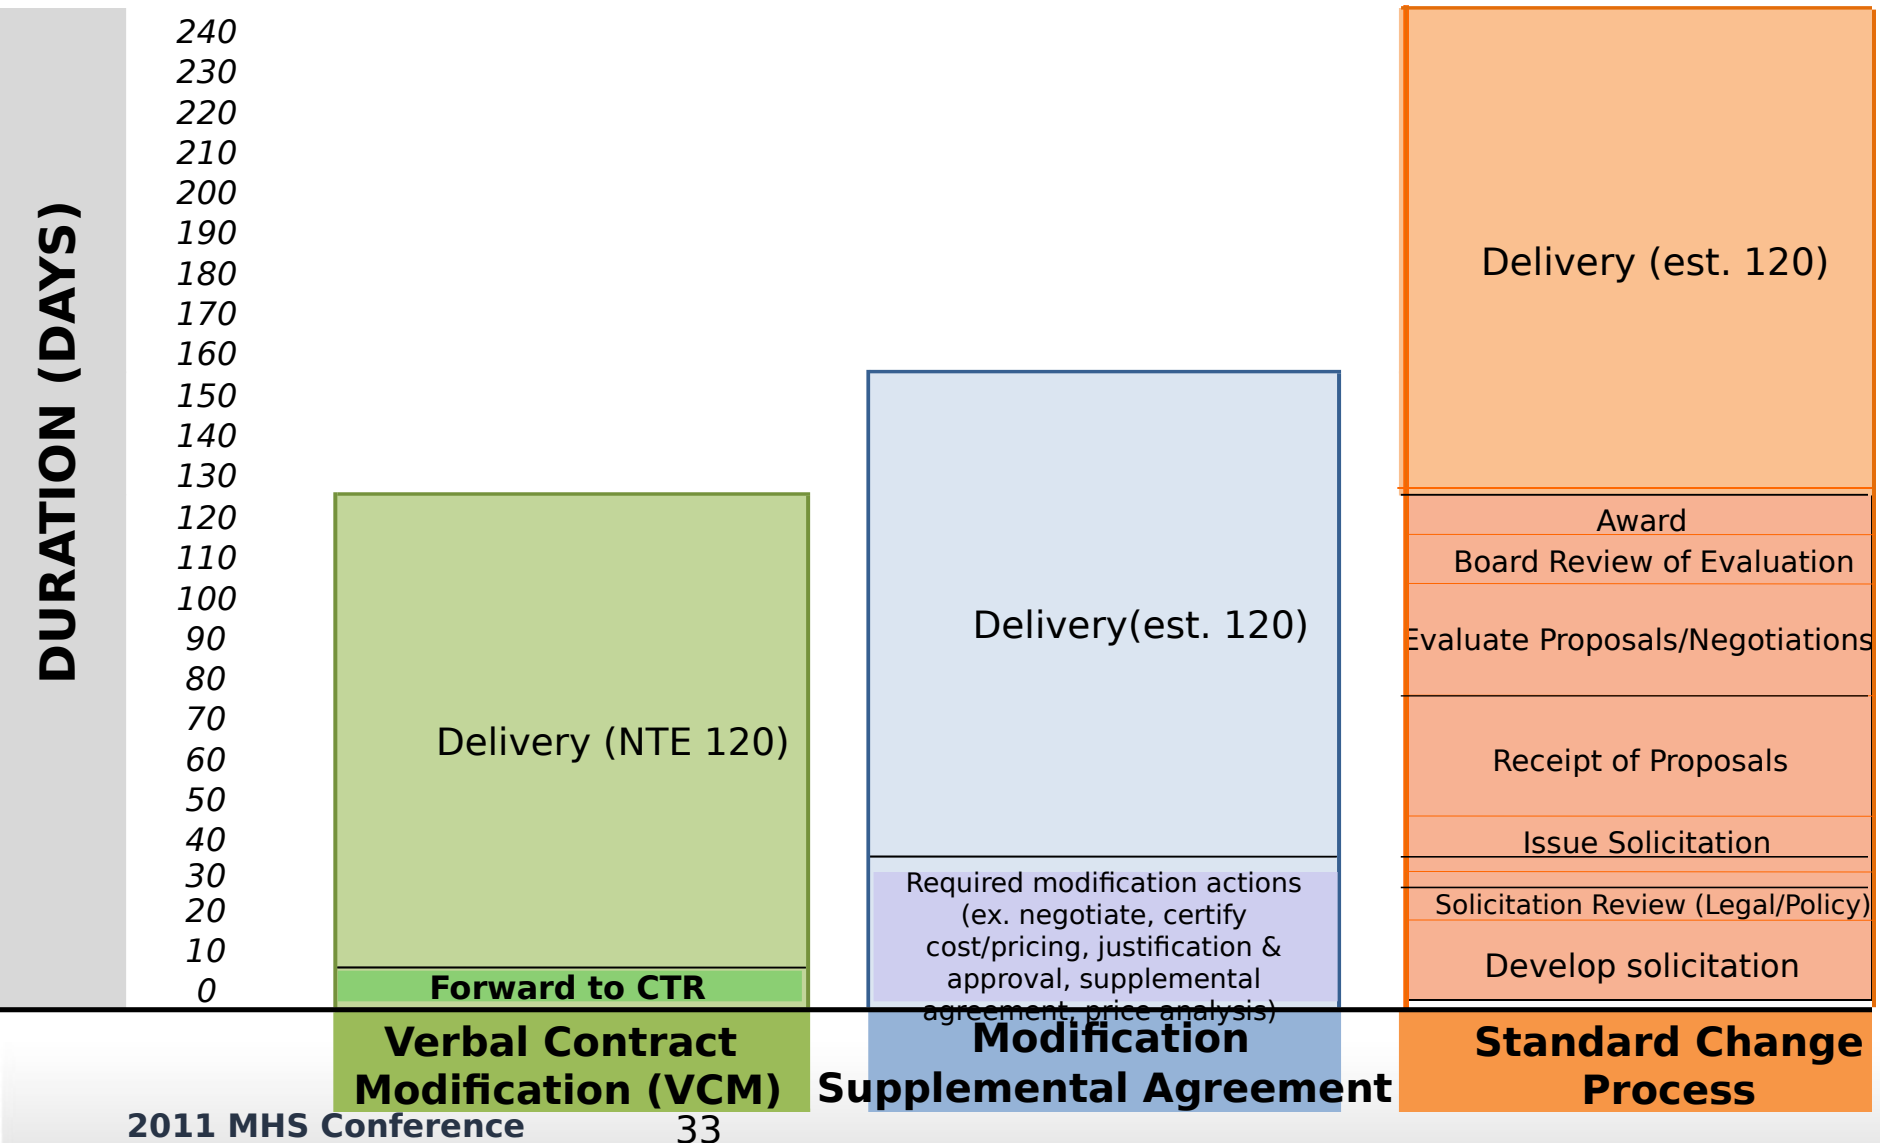 DURATION (DAYS)
240
230
220
210
200
190
180
170
160
150
140
130
120
110
100
90
80
70
60
50
40
30
20
10
0
Delivery (NTE 120)
Forward to CTR
Verbal Contract
Modification (VCM)
Delivery(est. 120)
Required modification actions
(ex. negotiate, certify
cost/pricing, justification &
approval, supplemental
agreement, price analysis)
Modification
Supplemental Agreement
Delivery (est. 120)
Award
Board Review of Evaluation
Evaluate Proposals/Negotiations
Receipt of Proposals
Issue Solicitation
Solicitation Review (Legal/Policy)
Develop solicitation
Standard Change
Process
2011 MHS Conference
33